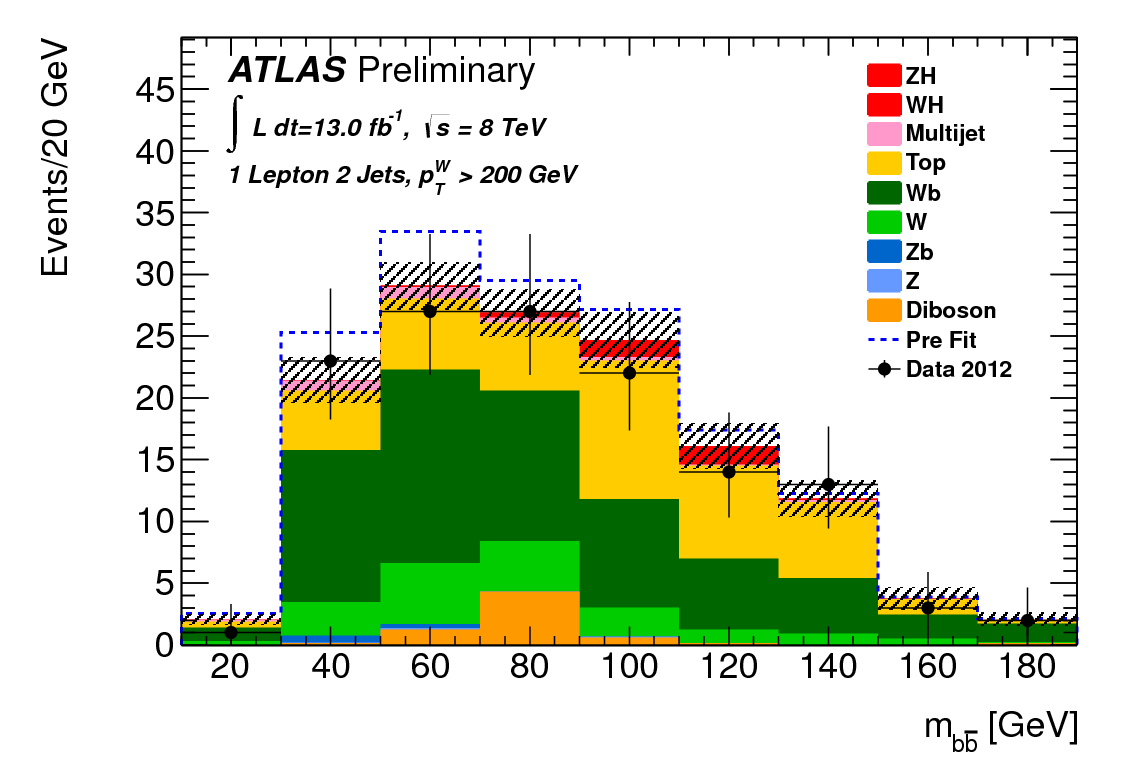 ATLAS Preliminary
∫ L dt=13.0 fb-1, √s = 8 TeV
1 Lepton 2 Jets, pTW > 200 GeV
ZH
WH
Multijet
Top
Wb
W
Zb
Z
Diboson
Pre Fit
Data 2012
Events/20 GeV
45
40
35
30
25
20
15
10
5
0
20 40 60 80 100 120 140 160 180
mbb̅ [GeV]